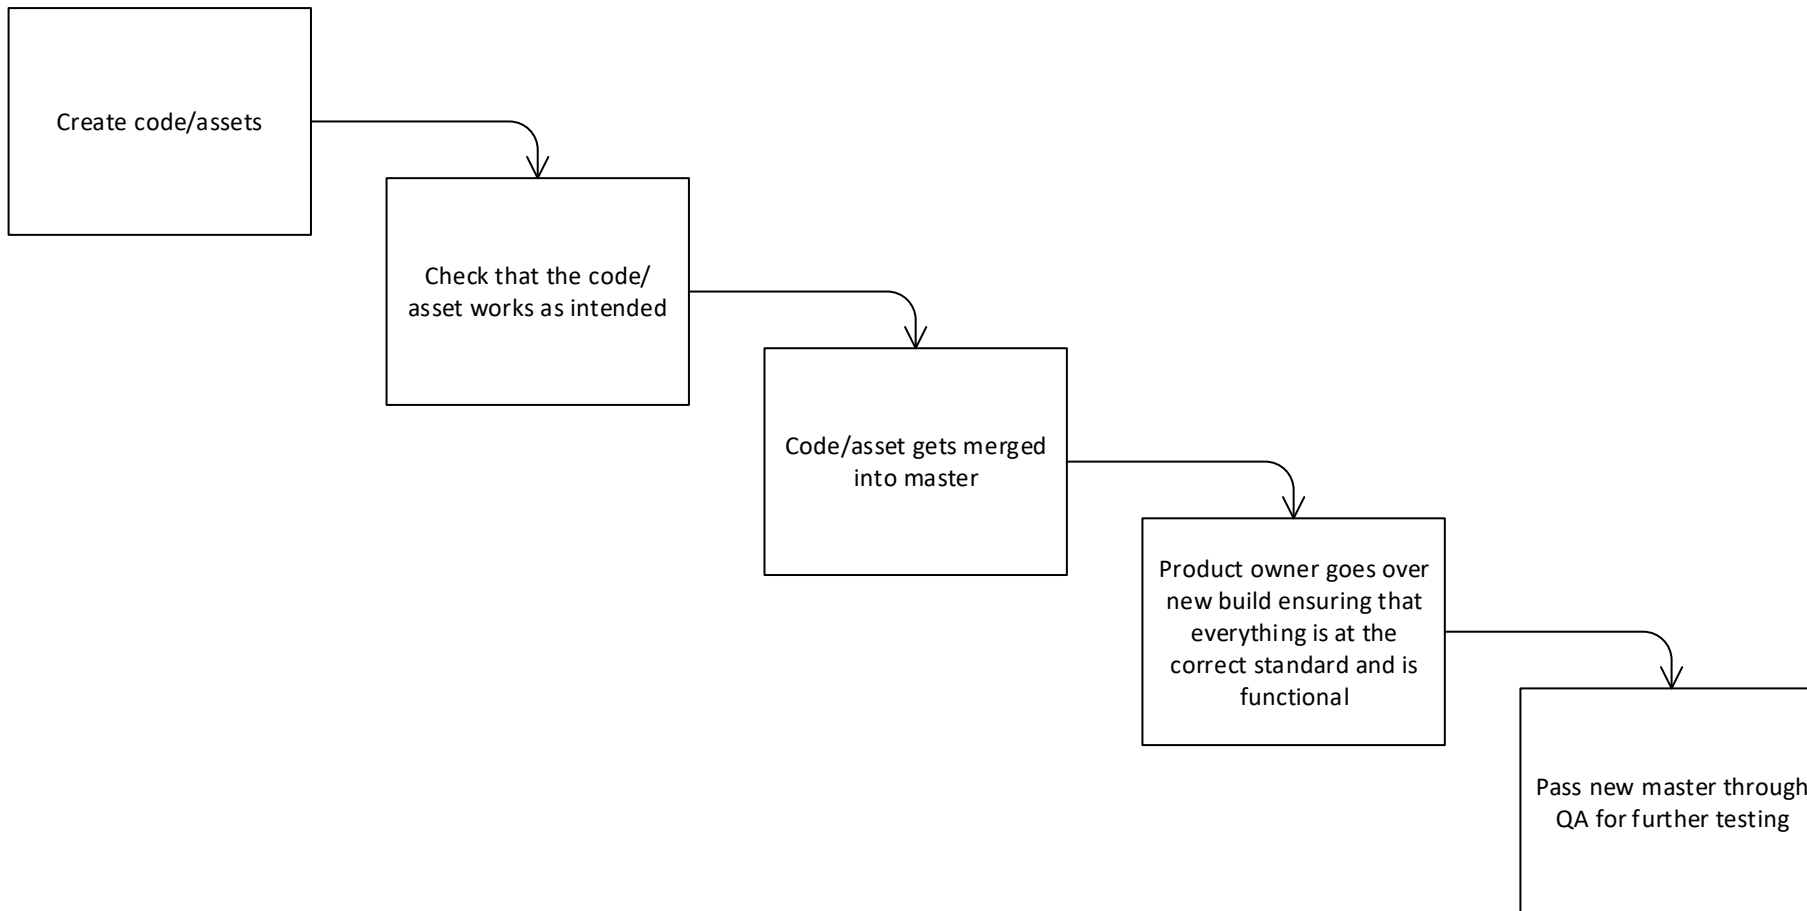 Create code/assets
Check that the code/
asset works as intended
Code/asset gets merged
into master
Product owner goes over
new build ensuring that
everything is at the
correct standard and is
functional
Pass new master through
QA for further testing